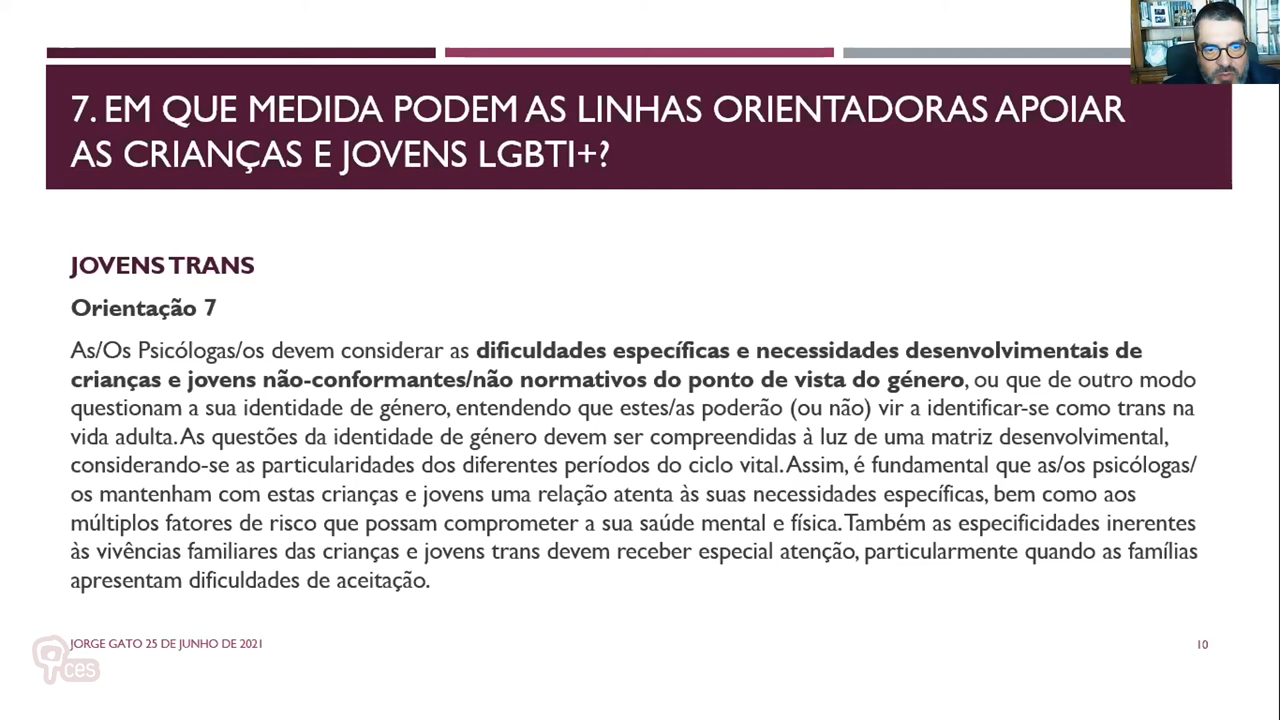 7. EM QUE MEDIDA PODEM AS LINHAS ORIENTADORAS APOIAR
AS CRIANÇAS E JOVENS LGBTI+?
JOVENS TRANS
Orientação 7
As/Os Psicólogas/os devem considerar as dificuldades específicas e necessidades desenvolvimentais de
crianças e jovens não-conformantes/não normativos do ponto de vista do género, ou que de outro modo
questionam a sua identidade de género, entendendo que estes/as poderão (ou não) vir a identificar-se como trans na
vida adulta. As questões da identidade de género devem ser compreendidas à luz de uma matriz desenvolvimental,
considerando-se as particularidades dos diferentes períodos do ciclo vital. Assim, é fundamental que as/os psicólogas/
os mantenham com estas crianças e jovens uma relação atenta às suas necessidades específicas, bem como aos
múltiplos fatores de risco que possam comprometer a sua saúde mental e física. Também as especificidades inerentes
às vivências familiares das crianças e jovens trans devem receber especial atenção, particularmente quando as famílias
apresentam dificuldades de aceitação.
JORGE GATO 25 DE JUNHO DE 2021
10
ces